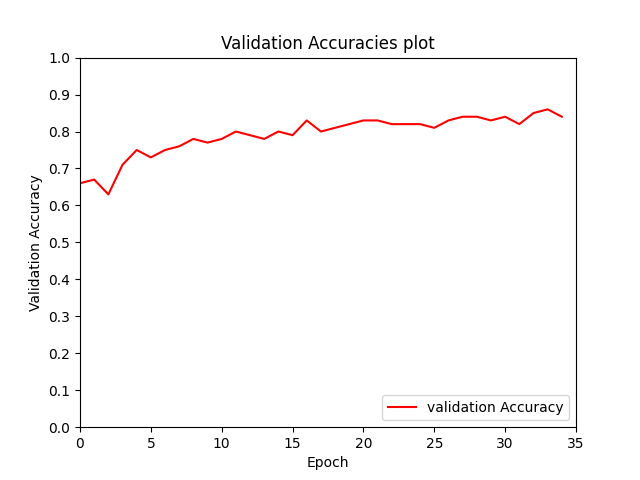 Validation Accuracies plot
1.0
0.9
0.8
0.7
0.6
0.5
0.4
0.3
0.2
0.1
0.0
Validation Accuracy
validation Accuracy
0 5 10 15 20 25 30 35
Epoch